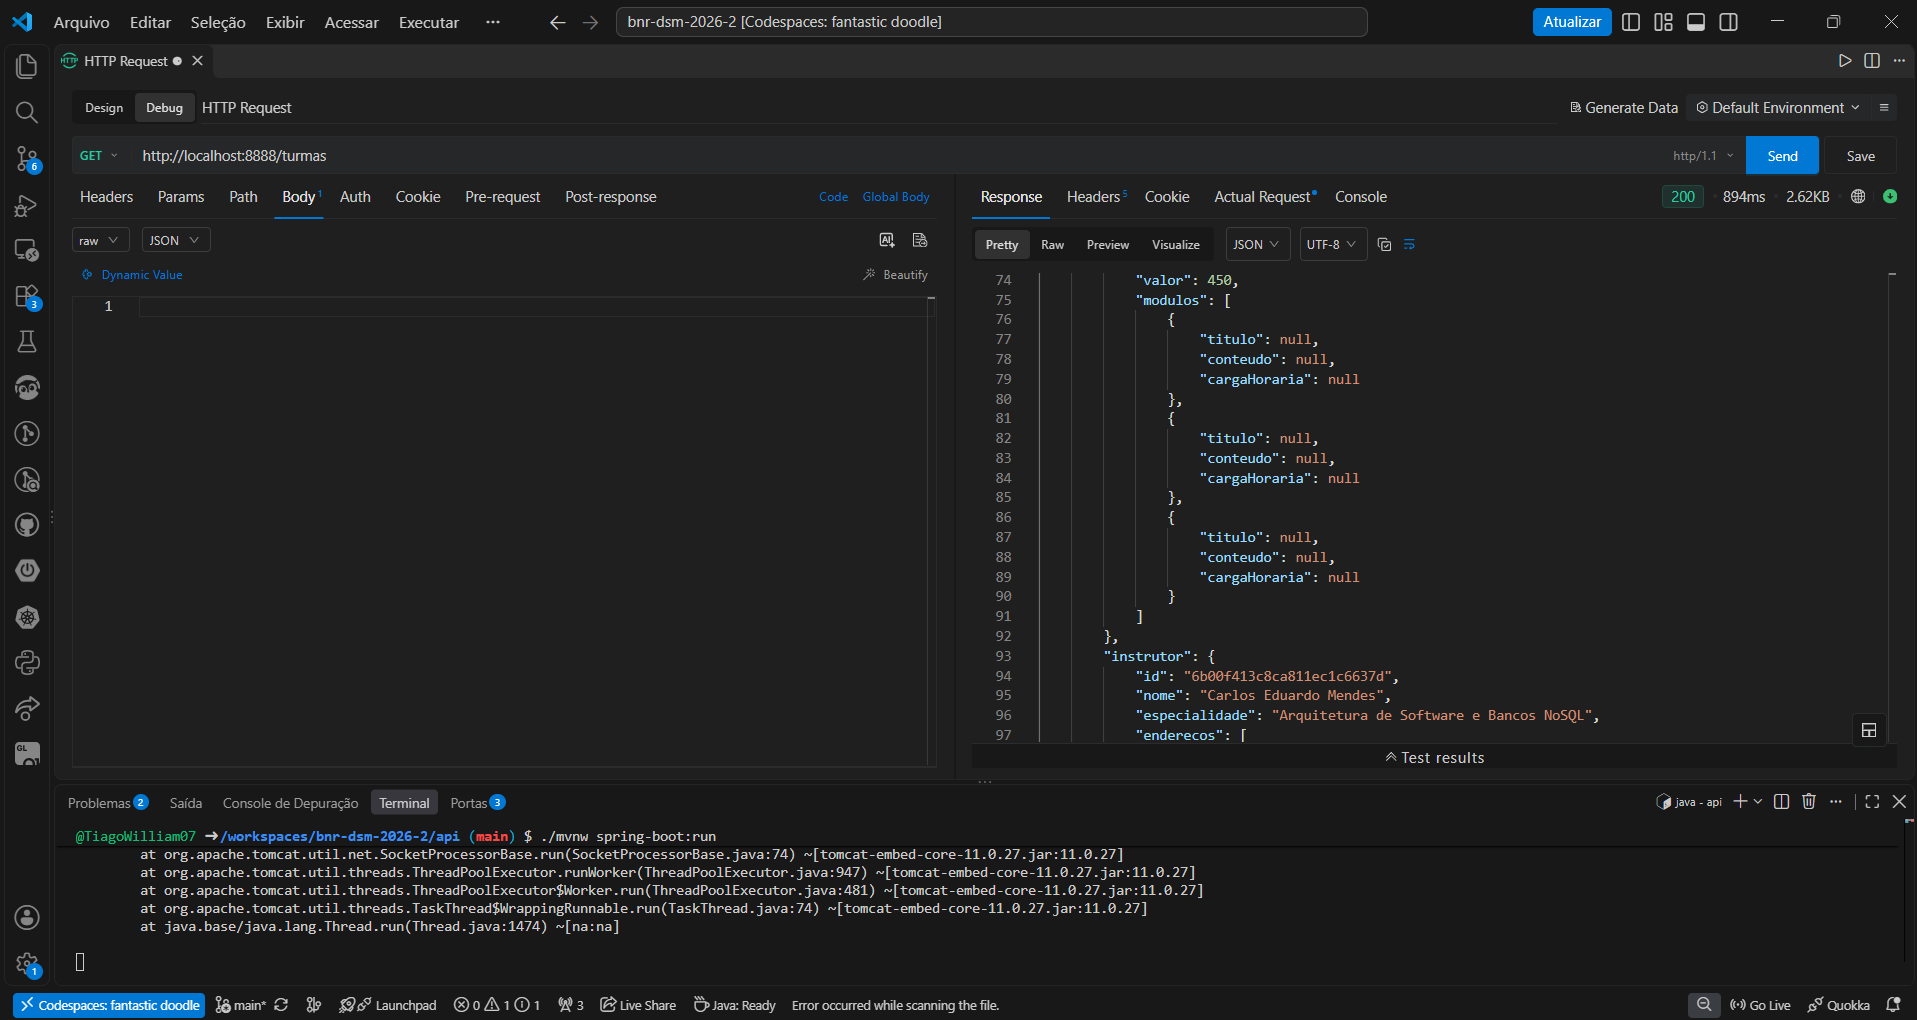 Arquivo Editar Seleção Exibir Acessar Executar ···
bnr-dsm-2026-2 [Codespaces: fantastic doodle]
Atualizar
HTTP Request
Design Debug HTTP Request
Generate Data Default Environment
GET http://localhost:8888/turmas http/1.1 Send Save
Headers Params Path Body 1 Auth Cookie Pre-request Post-response Code Global Body
raw JSON
Dynamic Value Beautify
1
Response Headers 5 Cookie Actual Request Console 200 894ms 2.62KB
Pretty Raw Preview Visualize JSON UTF-8
74 "valor": 450,
75 "modulos": [
76 {
77 "titulo": null,
78 "conteudo": null,
79 "cargaHoraria": null
80 },
81 {
82 "titulo": null,
83 "conteudo": null,
84 "cargaHoraria": null
85 },
86 {
87 "titulo": null,
88 "conteudo": null,
89 "cargaHoraria": null
90 }
91 ]
92 },
93 "instrutor": {
94 "id": "6b00f413c8ca811ec1c6637d",
95 "nome": "Carlos Eduardo Mendes",
96 "especialidade": "Arquitetura de Software e Bancos NoSQL",
97 "enderecos": [
Test results
6
3
GL
1
Problemas 2 Saída Console de Depuração Terminal Portas 3 java - api
@TiagoWilliam07 ➜ /workspaces/bnr-dsm-2026-2/api (main) $ ./mvnw spring-boot:run
at org.apache.tomcat.util.net.SocketProcessorBase.run(SocketProcessorBase.java:74) ~[tomcat-embed-core-11.0.27.jar:11.0.27]
at org.apache.tomcat.util.threads.ThreadPoolExecutor.runWorker(ThreadPoolExecutor.java:947) ~[tomcat-embed-core-11.0.27.jar:11.0.27]
at org.apache.tomcat.util.threads.ThreadPoolExecutor$Worker.run(ThreadPoolExecutor.java:481) ~[tomcat-embed-core-11.0.27.jar:11.0.27]
at org.apache.tomcat.util.threads.TaskThread$WrappingRunnable.run(TaskThread.java:74) ~[tomcat-embed-core-11.0.27.jar:11.0.27]
at java.base/java.lang.Thread.run(Thread.java:1474) ~[na:na]
Codespaces: fantastic doodle main* Launchpad 0 1 1 3 Live Share Java: Ready Error occurred while scanning the file. Go Live Quokka